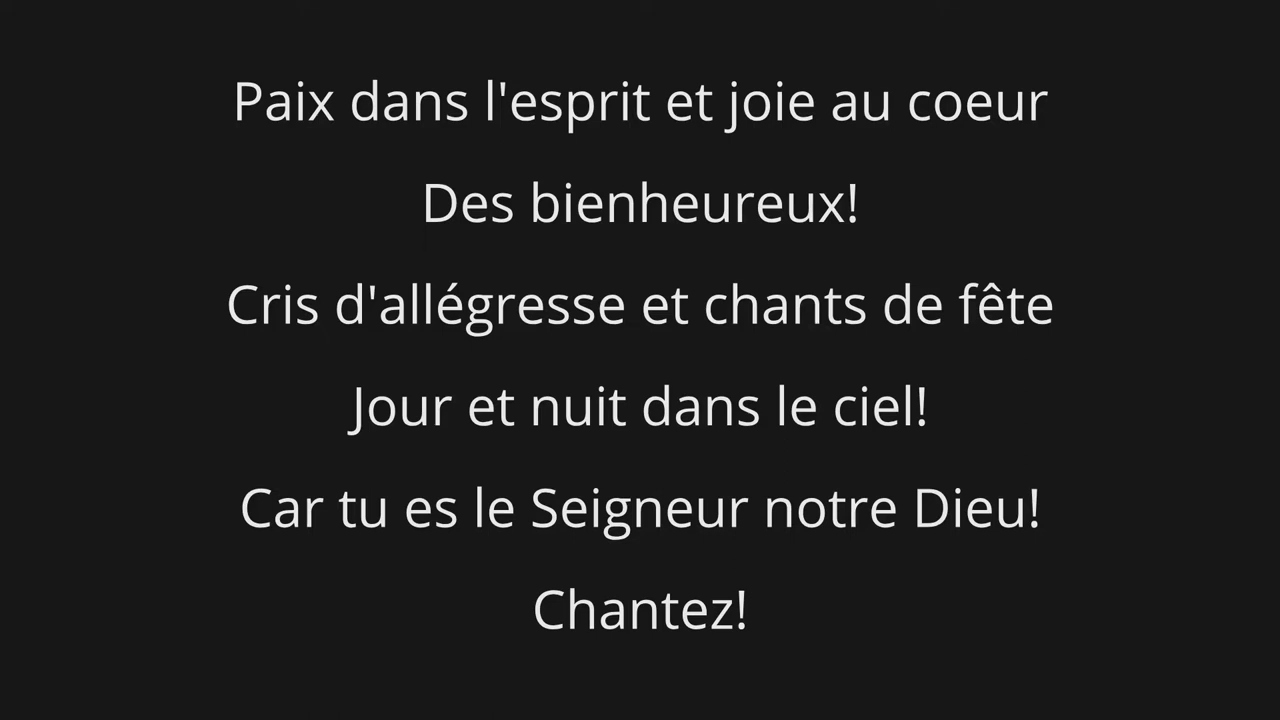 Paix dans l'esprit et joie au coeur
Des bienheureux!
Cris d'allégresse et chants de fête
Jour et nuit dans le ciel!
Car tu es le Seigneur notre Dieu!
Chantez!